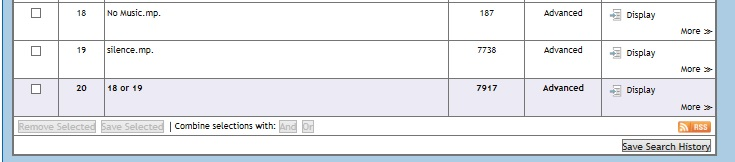 18 No Music.mp. 187 Advanced Display
More ≫
19 silence.mp. 7738 Advanced Display
More ≫
20 18 or 19 7917 Advanced Display
More ≫
Remove Selected Save Selected | Combine selections with: And Or RSS
Save Search History